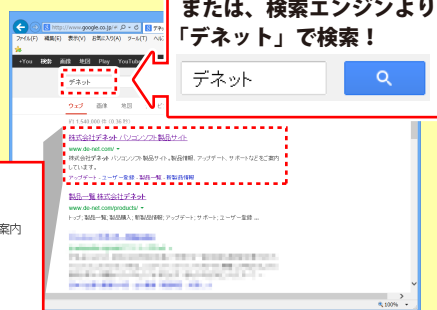 または、検索エンジンより
「デネット」で検索！
デネット
http://www.google.co.jp/
ファイル(F) 編集(E) 表示(V) お気に入り(A) ツール(T)
+You 検索 画像 地図 Play YouTube
デネット
ウェブ 画像 地図
株式会社デネット パソコンソフト製品サイト
www.de-net.com/
株式会社デネット パソコンソフト製品サイト。製品情報、アップデート、サポートなどをご案内
しています。
アップデート - ユーザー登録 - 製品一覧 - 新製品情報
製品一覧 株式会社デネット
www.de-net.com/products/
トップ; 製品一覧; 製品購入; 新製品情報; アップデート; サポート; ユーザー登録 ...
案内
100%